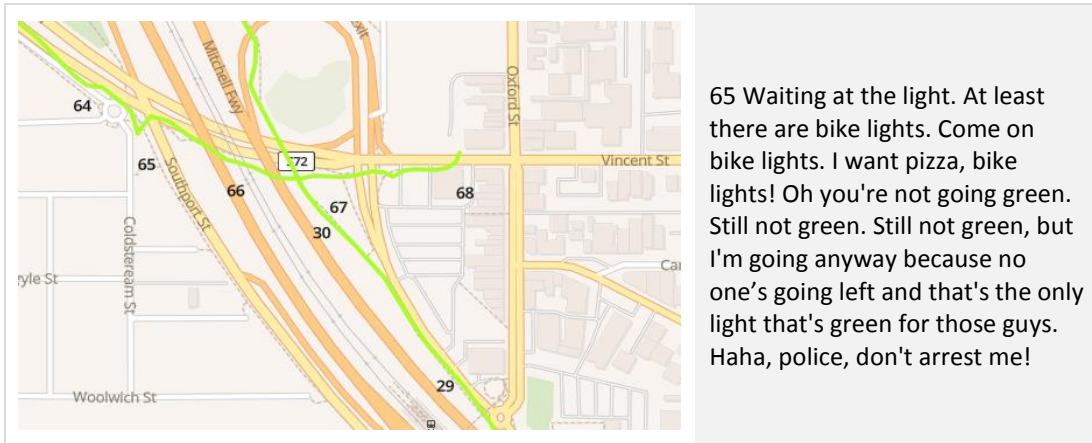 Mitchell Fwy
Oxford St
64
65
72
Vincent St
66
68
67
30
Southport St
Coldstream St
yle St
Car
29
Woolwich St
65 Waiting at the light. At least
there are bike lights. Come on
bike lights. I want pizza, bike
lights! Oh you're not going green.
Still not green. Still not green, but
I'm going anyway because no
one’s going left and that's the only
light that's green for those guys.
Haha, police, don't arrest me!